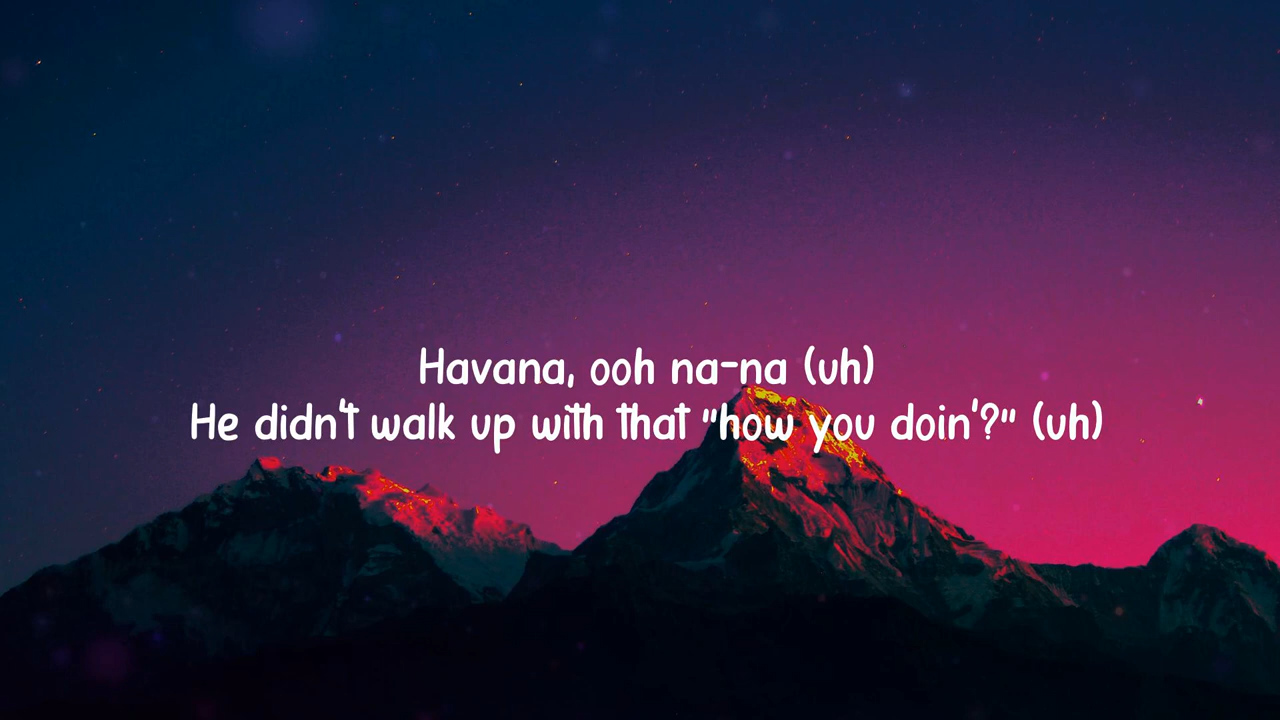 Havana, ooh na-na (uh)
He didn't walk up with that "how you doin'?" (uh)